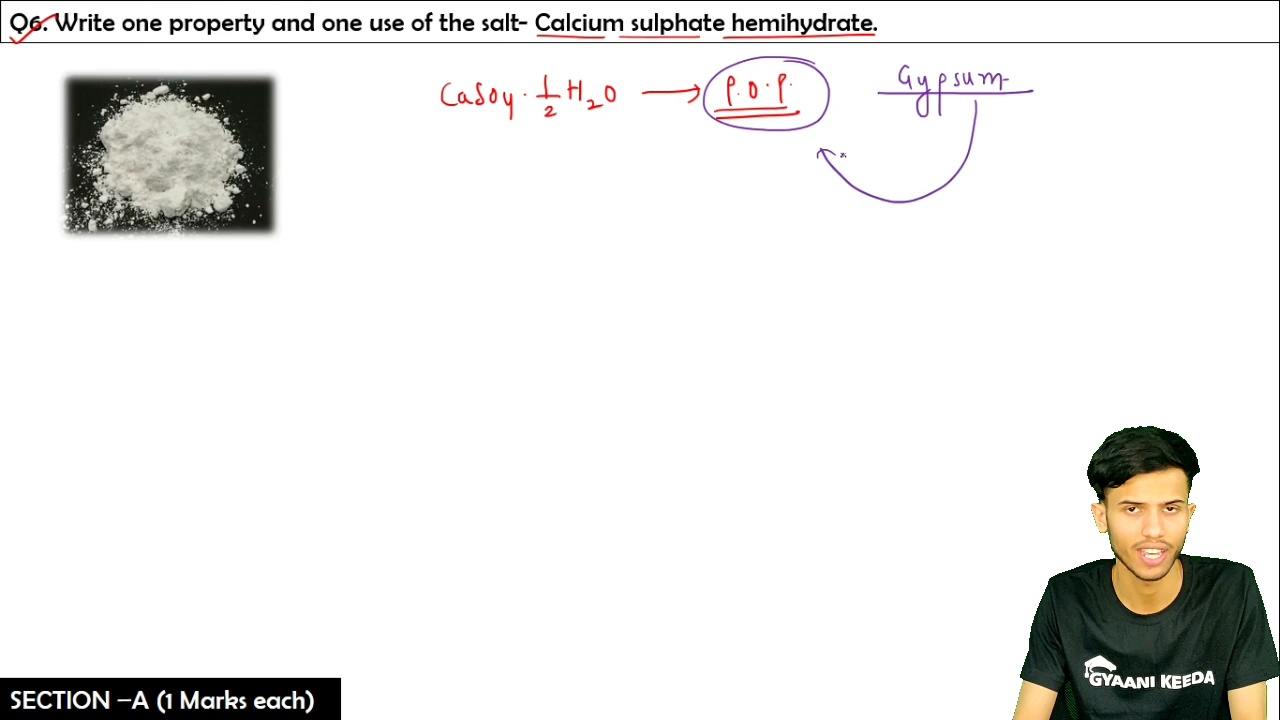 Q6. Write one property and one use of the salt- Calcium sulphate hemihydrate.
CaSO4 · 1/2 H2O → P.O.P. Gypsum
GYAANI KEEDA
SECTION –A (1 Marks each)